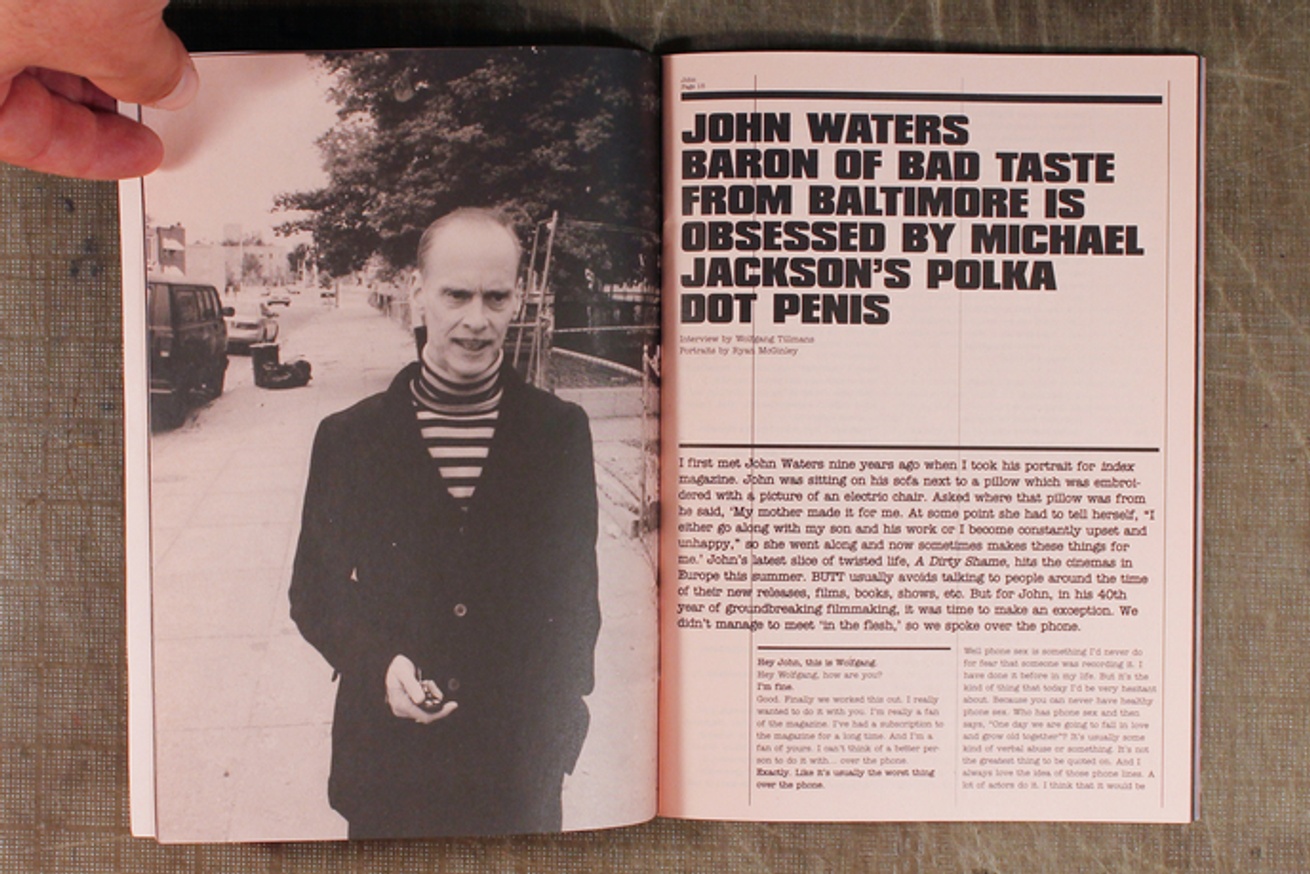 John
Page 15
JOHN WATERS
BARON OF BAD TASTE
FROM BALTIMORE IS
OBSESSED BY MICHAEL
JACKSON'S POLKA
DOT PENIS
Interview by Wolfgang Tillmans
Portraits by Ryan McGinley
I first met John Waters nine years ago when I took his portrait for index
magazine. John was sitting on his sofa next to a pillow which was embroi-
dered with a picture of an electric chair. Asked where that pillow was from
he said, 'My mother made it for me. At some point she had to tell herself, "I
either go along with my son and his work or I become constantly upset and
unhappy," so she went along and now sometimes makes these things for
me.' John's latest slice of twisted life, A Dirty Shame, hits the cinemas in
Europe this summer. BUTT usually avoids talking to people around the time
of their new releases, films, books, shows, etc. But for John, in his 40th
year of groundbreaking filmmaking, it was time to make an exception. We
didn't manage to meet 'in the flesh,' so we spoke over the phone.
Hey John, this is Wolfgang.
Hey Wolfgang, how are you?
I'm fine.
Good. Finally we worked this out. I really
wanted to do it with you. I'm really a fan
of the magazine. I've had a subscription to
the magazine for a long time. And I'm a
fan of yours. I can't think of a better per-
son to do it with... over the phone.
Exactly. Like it's usually the worst thing
over the phone.
Well phone sex is something I'd never do
for fear that someone was recording it. I
have done it before in my life. But it's the
kind of thing that today I'd be very hesitant
about. Because you can never have healthy
phone sex. Who has phone sex and then
says, "One day we are going to fall in love
and grow old together"? It's usually some
kind of verbal abuse or something. It's not
the greatest thing to be quoted on. And I
always love the idea of those phone lines. A
lot of actors do it. I think that it would be